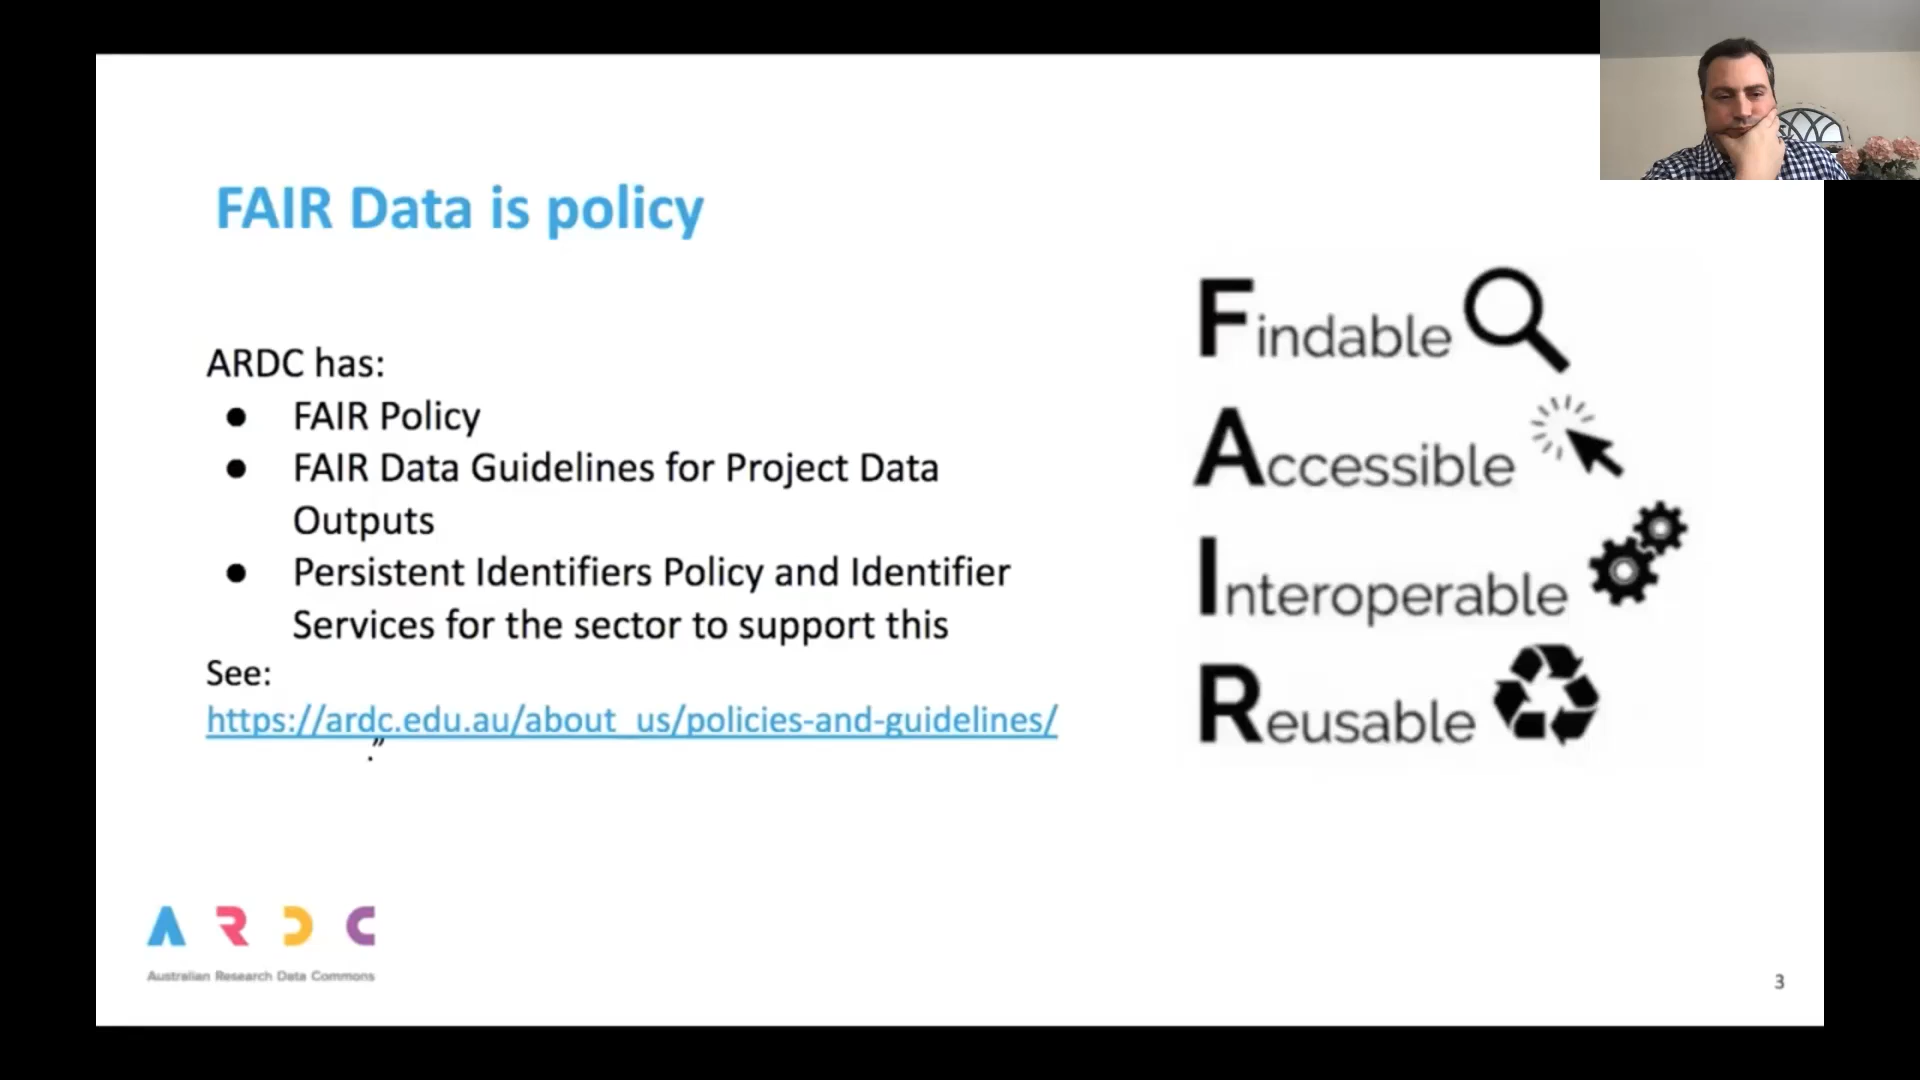 FAIR Data is policy
ARDC has:
● FAIR Policy
● FAIR Data Guidelines for Project Data
Outputs
● Persistent Identifiers Policy and Identifier
Services for the sector to support this
See:
https://ardc.edu.au/about_us/policies-and-guidelines/
.”
Findable
Accessible
Interoperable
Reusable
ARDC
Australian Research Data Commons
3